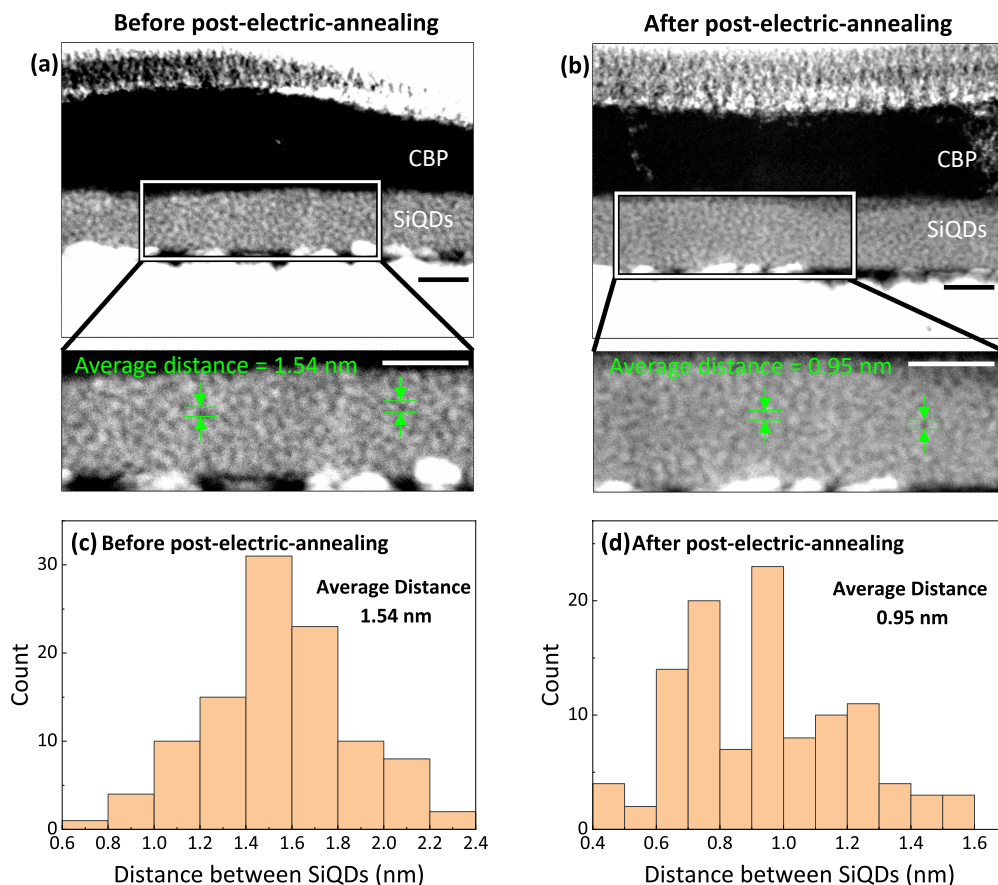 Before post-electric-annealing
After post-electric-annealing
(a)
CBP
SiQDs
Average distance = 1.54 nm
(b)
CBP
SiQDs
Average distance = 0.95 nm
(c) Before post-electric-annealing
Average Distance
1.54 nm
Count
0
10
20
30
0.6 0.8 1.0 1.2 1.4 1.6 1.8 2.0 2.2 2.4
Distance between SiQDs (nm)
(d) After post-electric-annealing
Average Distance
0.95 nm
Count
0
10
20
0.4 0.6 0.8 1.0 1.2 1.4 1.6
Distance between SiQDs (nm)